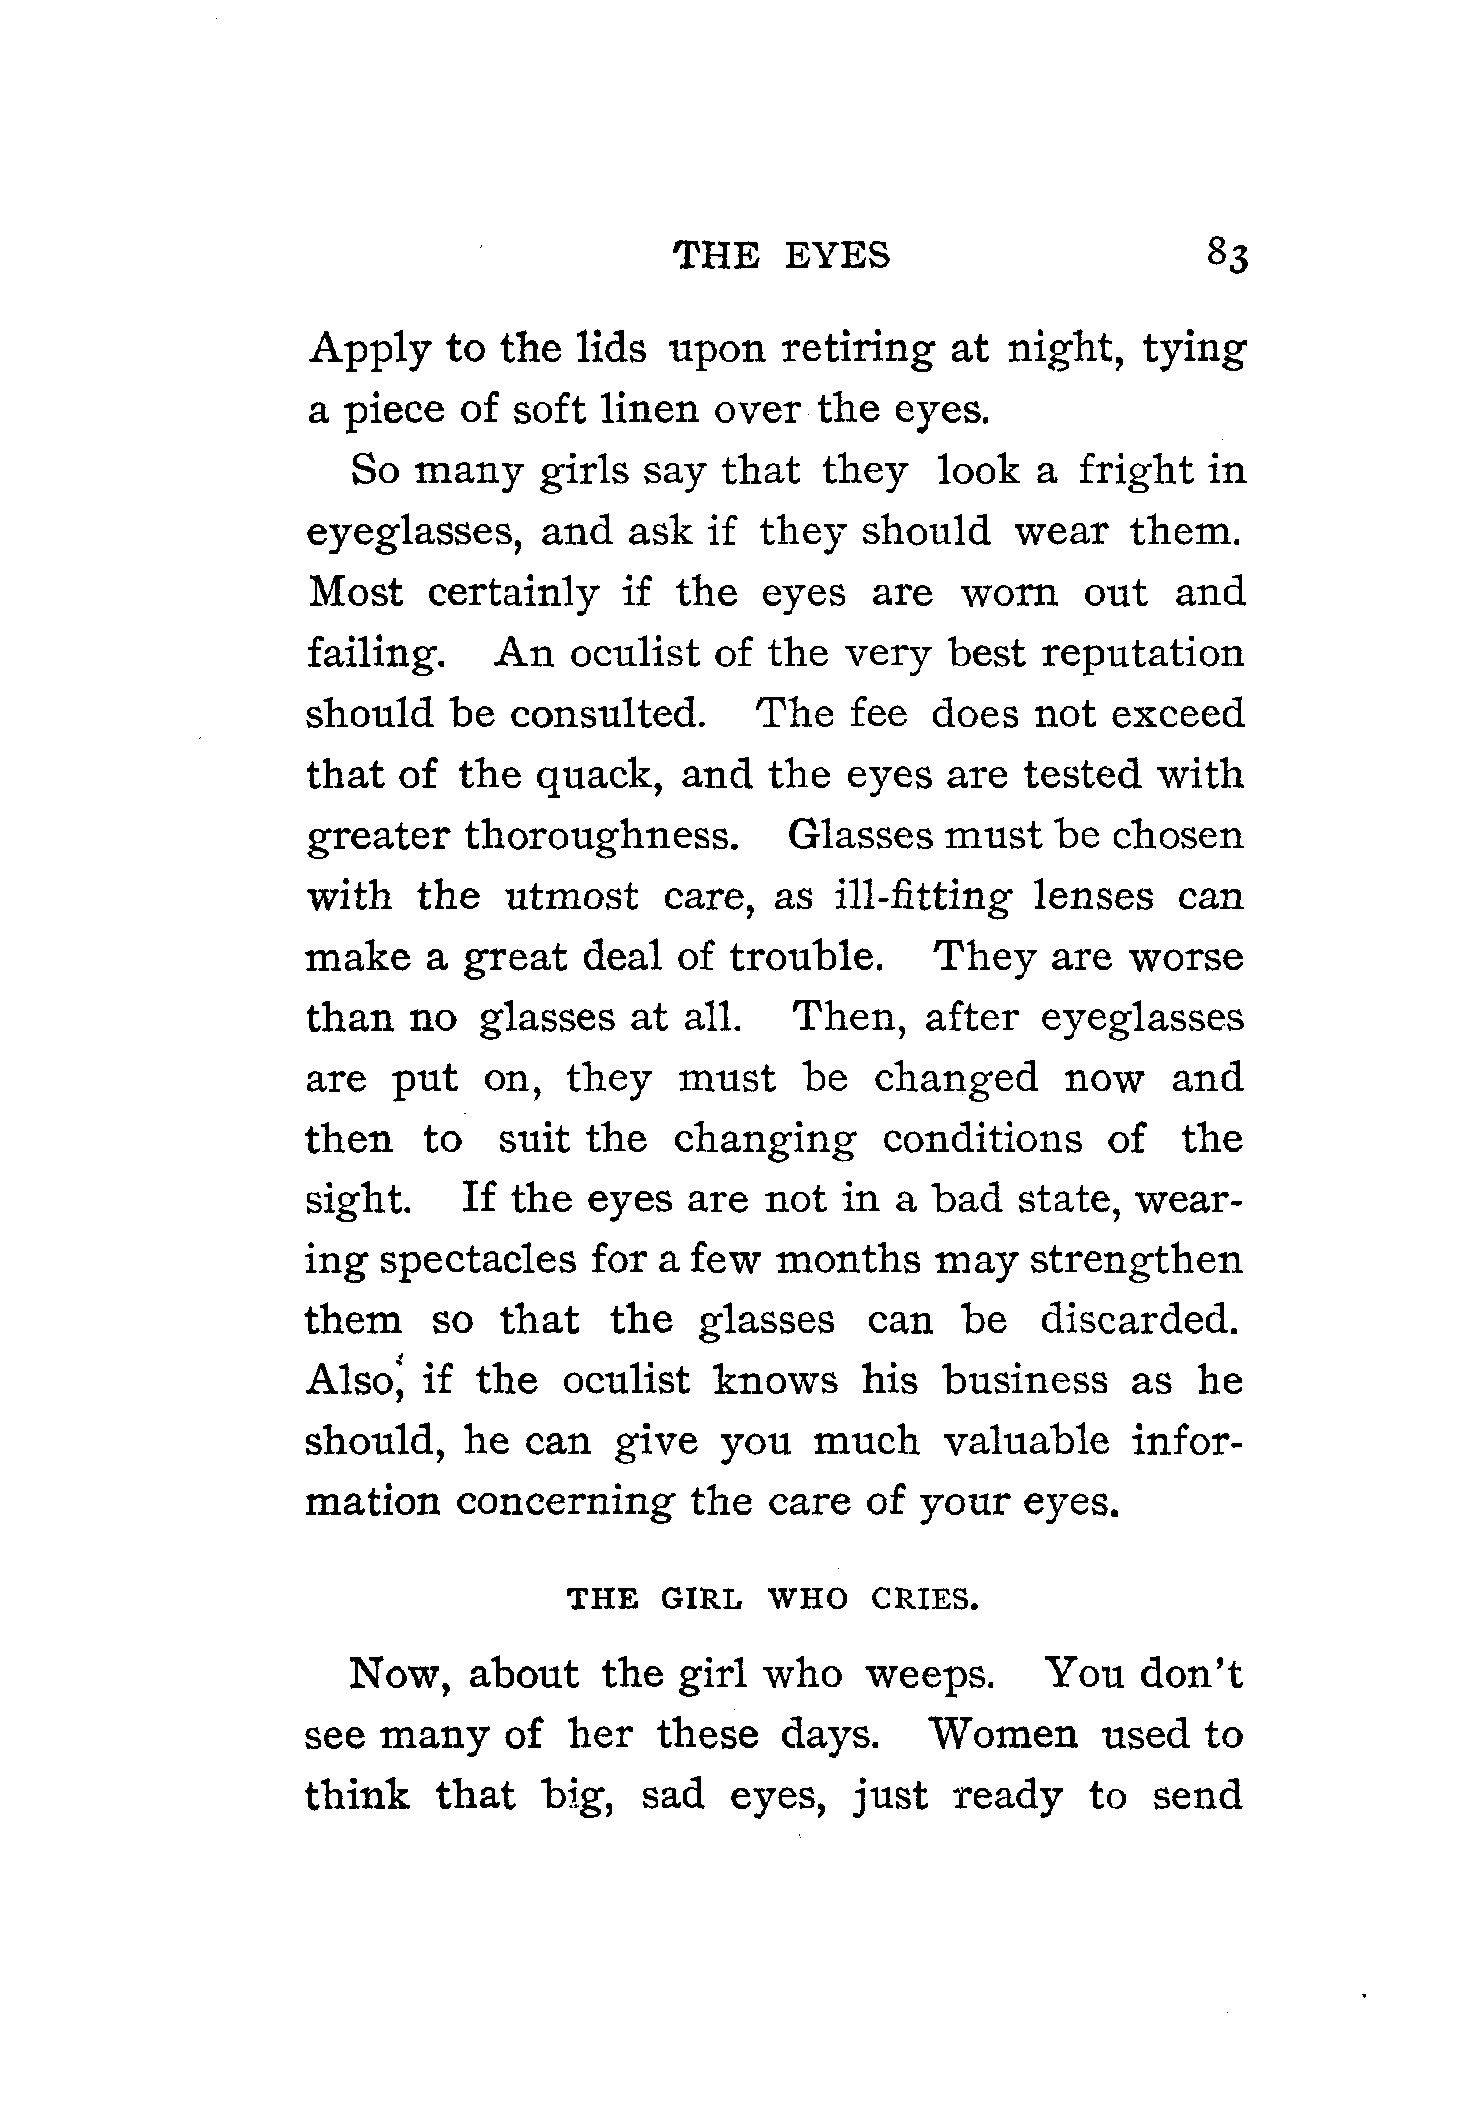 THE EYES 83
Apply to the lids upon retiring at night, tying
a piece of soft linen over the eyes.
So many girls say that they look a fright in
eyeglasses, and ask if they should wear them.
Most certainly if the eyes are worn out and
failing. An oculist of the very best reputation
should be consulted. The fee does not exceed
that of the quack, and the eyes are tested with
greater thoroughness. Glasses must be chosen
with the utmost care, as ill-fitting lenses can
make a great deal of trouble. They are worse
than no glasses at all. Then, after eyeglasses
are put on, they must be changed now and
then to suit the changing conditions of the
sight. If the eyes are not in a bad state, wear-
ing spectacles for a few months may strengthen
them so that the glasses can be discarded.
Also, if the oculist knows his business as he
should, he can give you much valuable infor-
mation concerning the care of your eyes.
THE GIRL WHO CRIES.
Now, about the girl who weeps. You don't
see many of her these days. Women used to
think that big, sad eyes, just ready to send